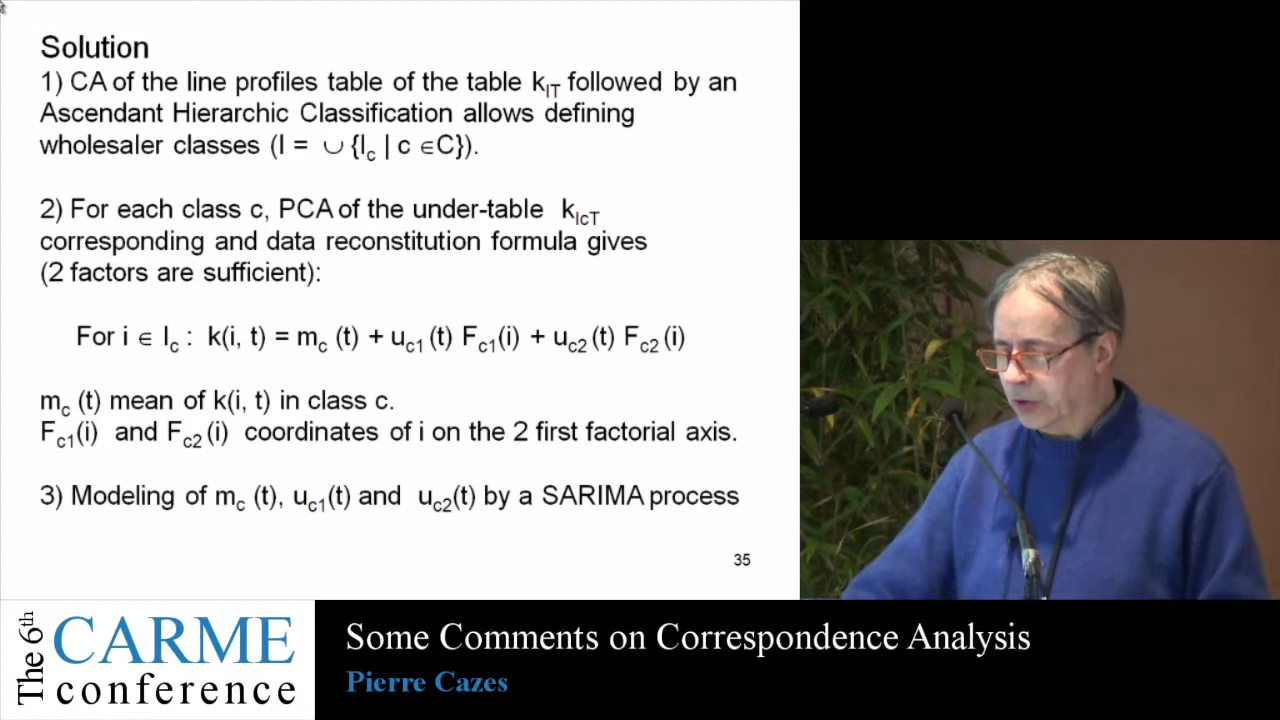 Solution
1) CA of the line profiles table of the table k_IT followed by an
Ascendant Hierarchic Classification allows defining
wholesaler classes (I = ∪ {I_c | c ∈C}).
2) For each class c, PCA of the under-table k_IcT
corresponding and data reconstitution formula gives
(2 factors are sufficient):
For i ∈ I_c : k(i, t) = m_c (t) + u_c1 (t) F_c1(i) + u_c2 (t) F_c2 (i)
m_c (t) mean of k(i, t) in class c.
F_c1(i) and F_c2 (i) coordinates of i on the 2 first factorial axis.
3) Modeling of m_c (t), u_c1(t) and u_c2(t) by a SARIMA process
35
The 6th
CARME
conference
Some Comments on Correspondence Analysis
Pierre Cazes